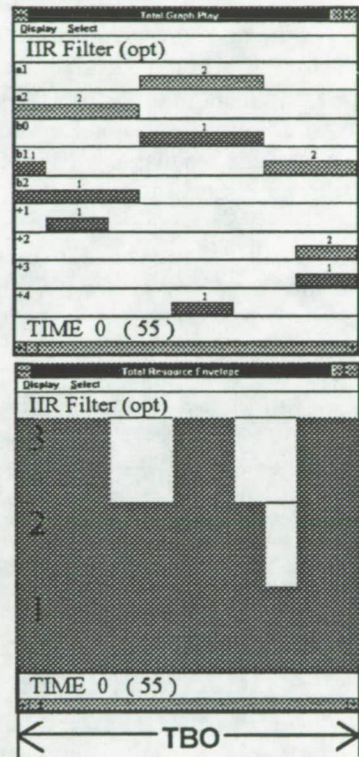 Total Graph Play
Display Select
IIR Filter (opt)
a1 2
a2 2
b0 1
b1 1 2
b2 1
+1 1
+2 2
+3 1
+4 1
TIME 0 ( 55 )
Total Resource Envelope
Display Select
IIR Filter (opt)
3
2
1
TIME 0 ( 55 )
TBO